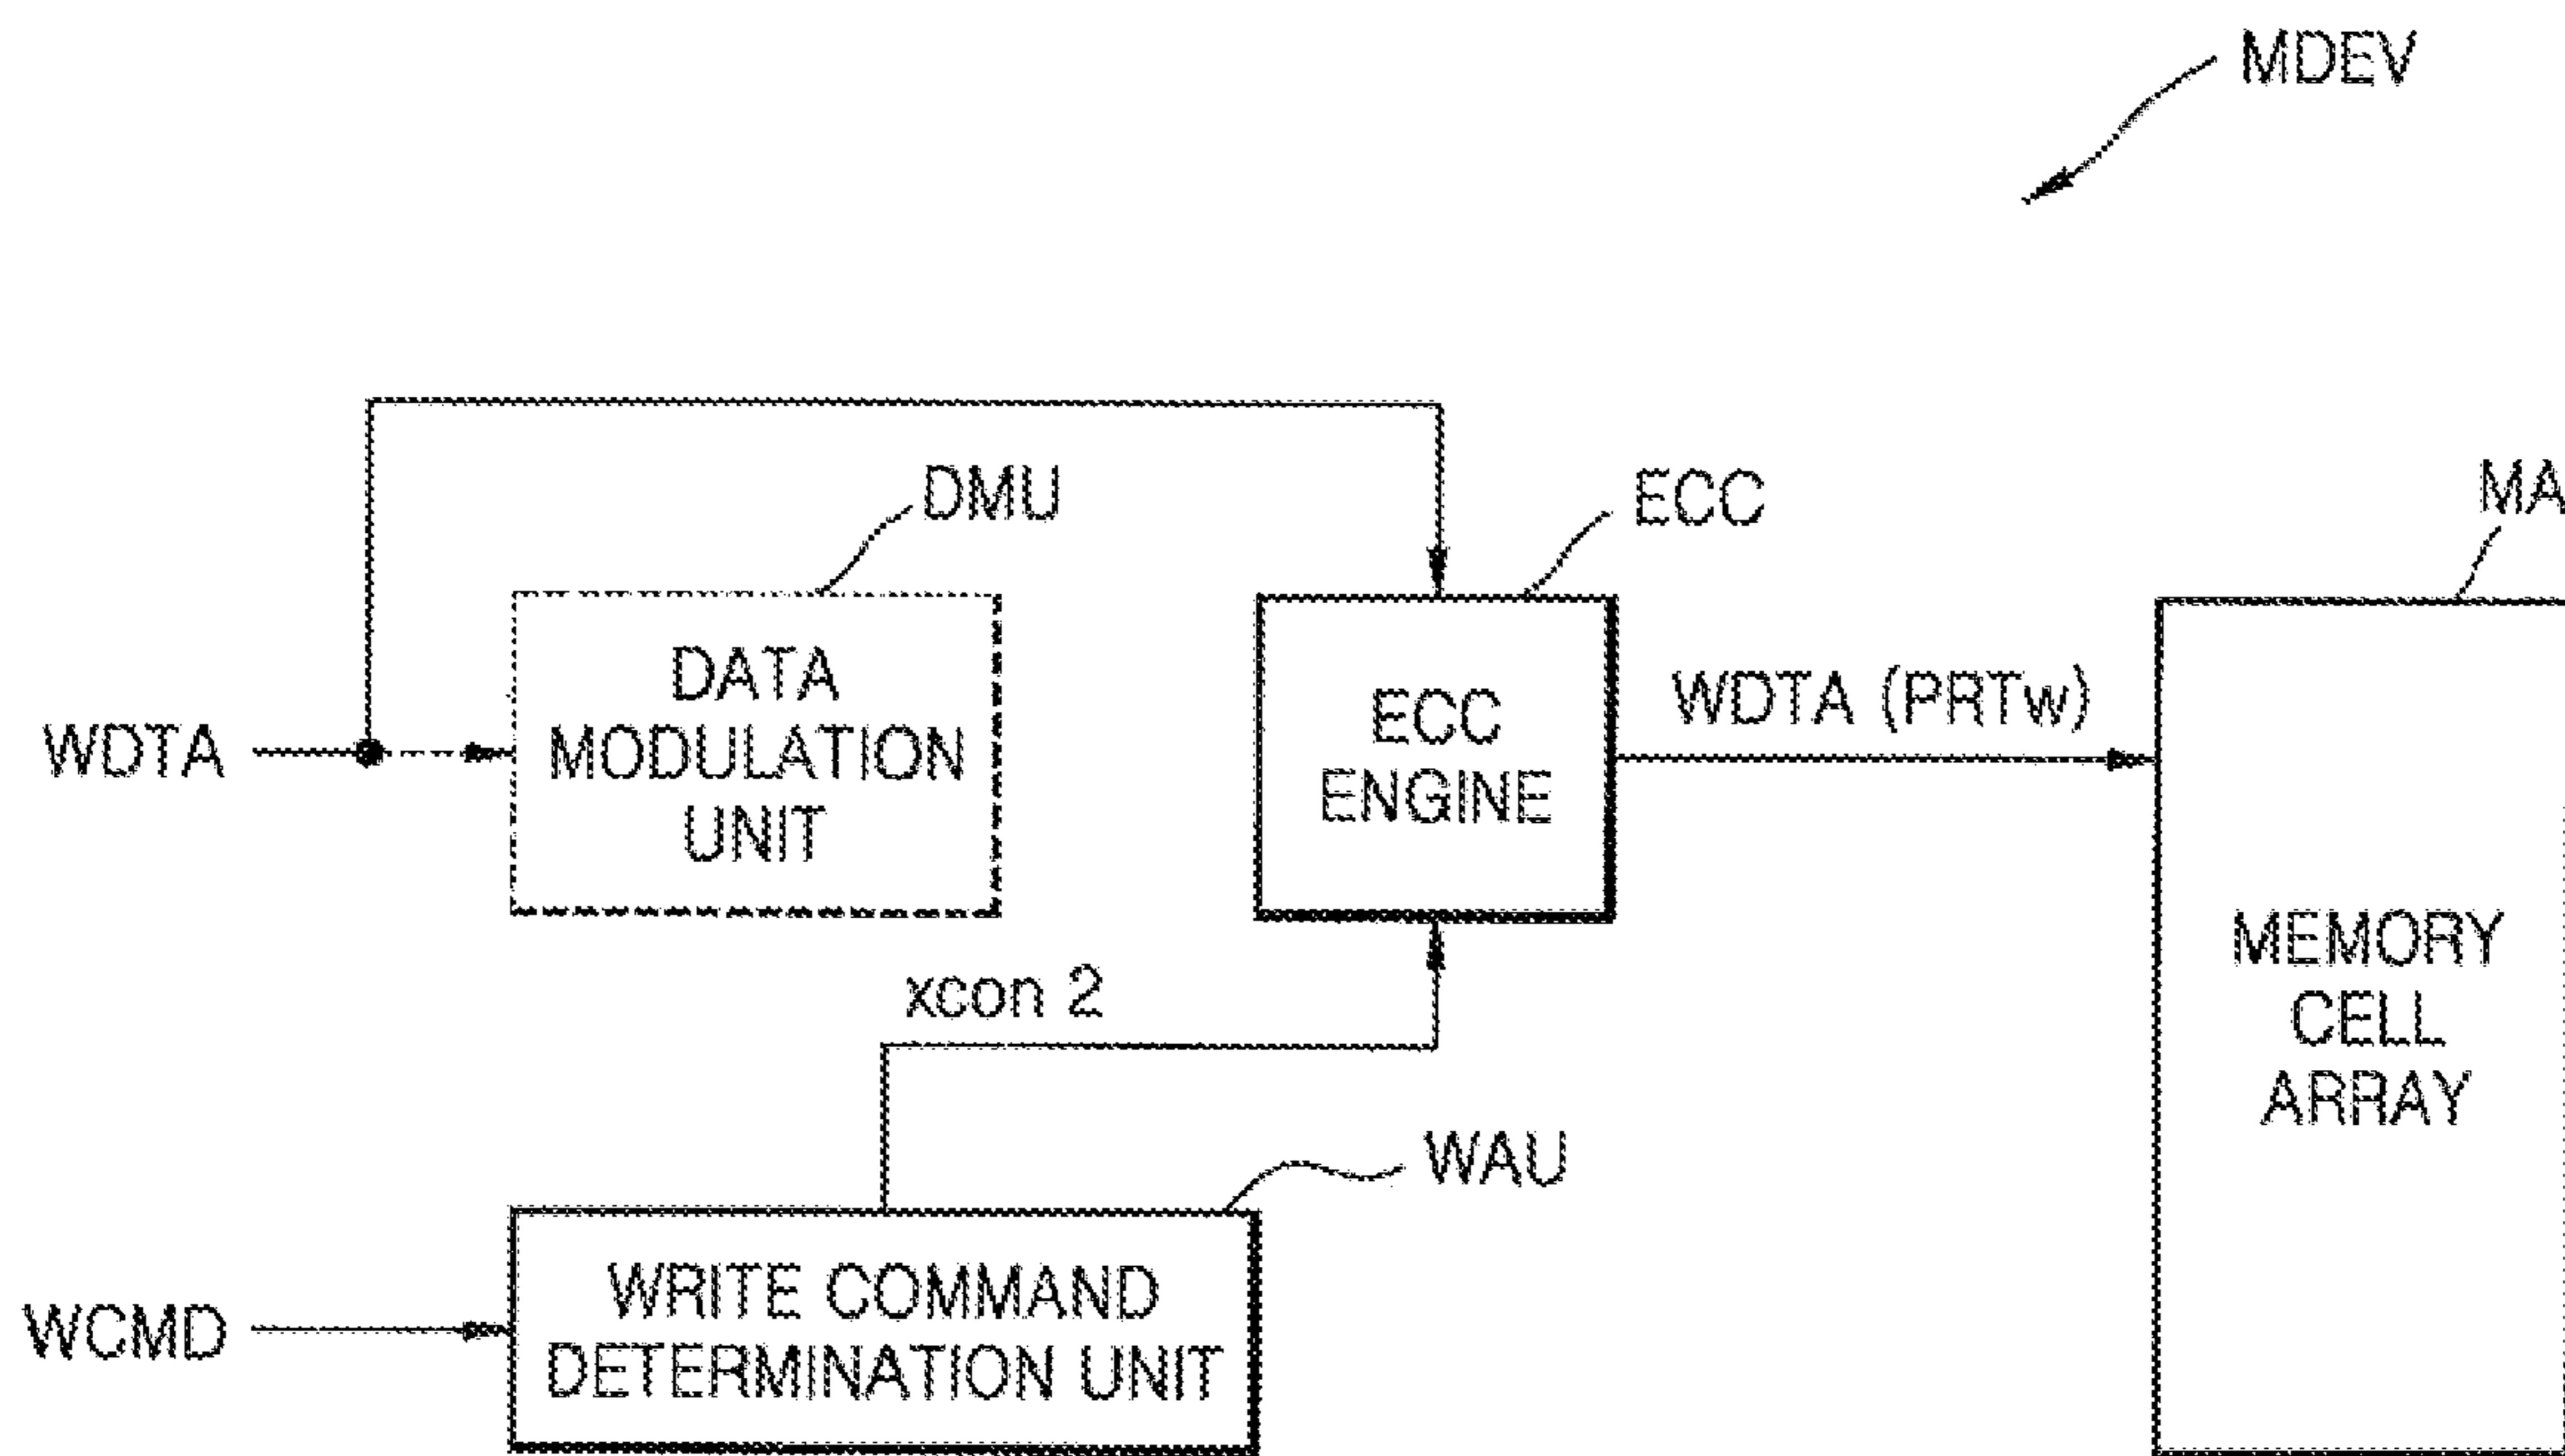 MDEV
DMU
ECC
MA
DATA
MODULATION
UNIT
WDTA
ECC
ENGINE
WDTA (PRTw)
MEMORY
CELL
ARRAY
xcon 2
WAU
WCMD
WRITE COMMAND
DETERMINATION UNIT